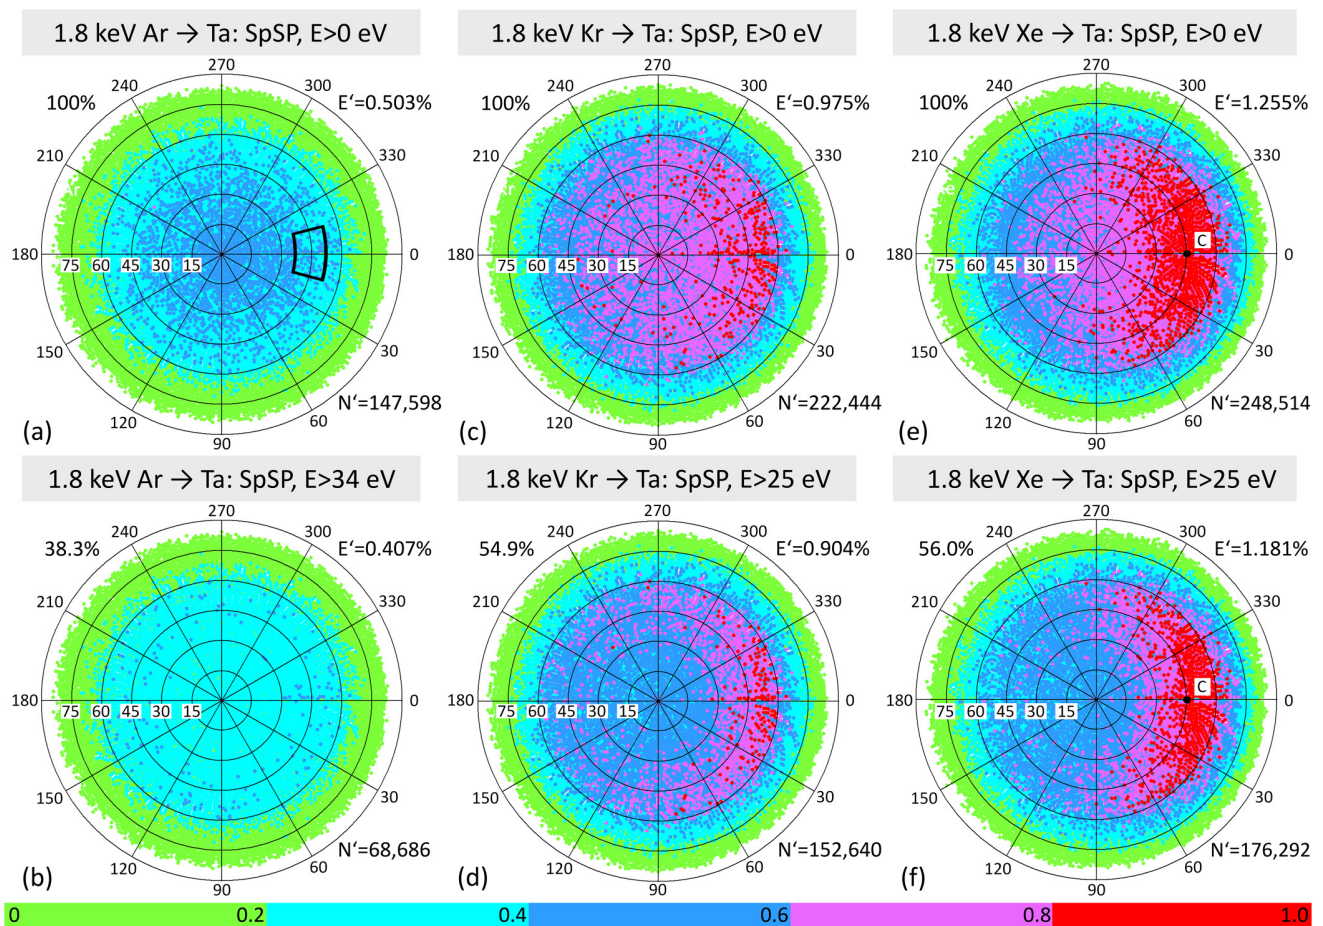 1.8 keV Ar → Ta: SpSP, E>0 eV
1.8 keV Kr → Ta: SpSP, E>0 eV
1.8 keV Xe → Ta: SpSP, E>0 eV
270
240
300
100%
E‘=0.503%
210
330
180
75 60 45 30 15
0
150
30
120
60
90
N‘=147,598
(a)
270
240
300
100%
E‘=0.975%
210
330
180
75 60 45 30 15
0
150
30
120
60
90
N‘=222,444
(c)
270
240
300
100%
E‘=1.255%
210
330
C
180
75 60 45 30 15
0
150
30
120
60
90
N‘=248,514
(e)
1.8 keV Ar → Ta: SpSP, E>34 eV
1.8 keV Kr → Ta: SpSP, E>25 eV
1.8 keV Xe → Ta: SpSP, E>25 eV
270
240
300
38.3%
E‘=0.407%
210
330
180
75 60 45 30 15
0
150
30
120
60
90
N‘=68,686
(b)
270
240
300
54.9%
E‘=0.904%
210
330
180
75 60 45 30 15
0
150
30
120
60
90
N‘=152,640
(d)
270
240
300
56.0%
E‘=1.181%
210
330
C
180
75 60 45 30 15
0
150
30
120
60
90
N‘=176,292
(f)
0 0.2 0.4 0.6 0.8 1.0